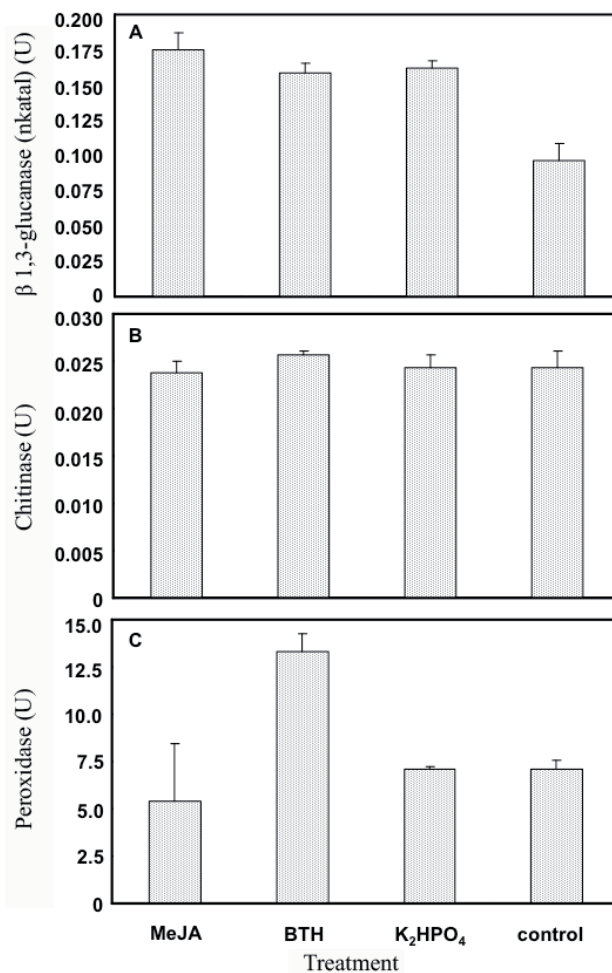 β 1,3-glucanase (nkatal) (U)
0.200
0.175
0.150
0.125
0.100
0.075
0.050
0.025
0
A
Chitinase (U)
0.030
0.025
0.020
0.015
0.010
0.005
0
B
Peroxidase (U)
15.0
12.5
10.0
7.5
5.0
2.5
0
C
MeJA BTH K₂HPO₄ control
Treatment